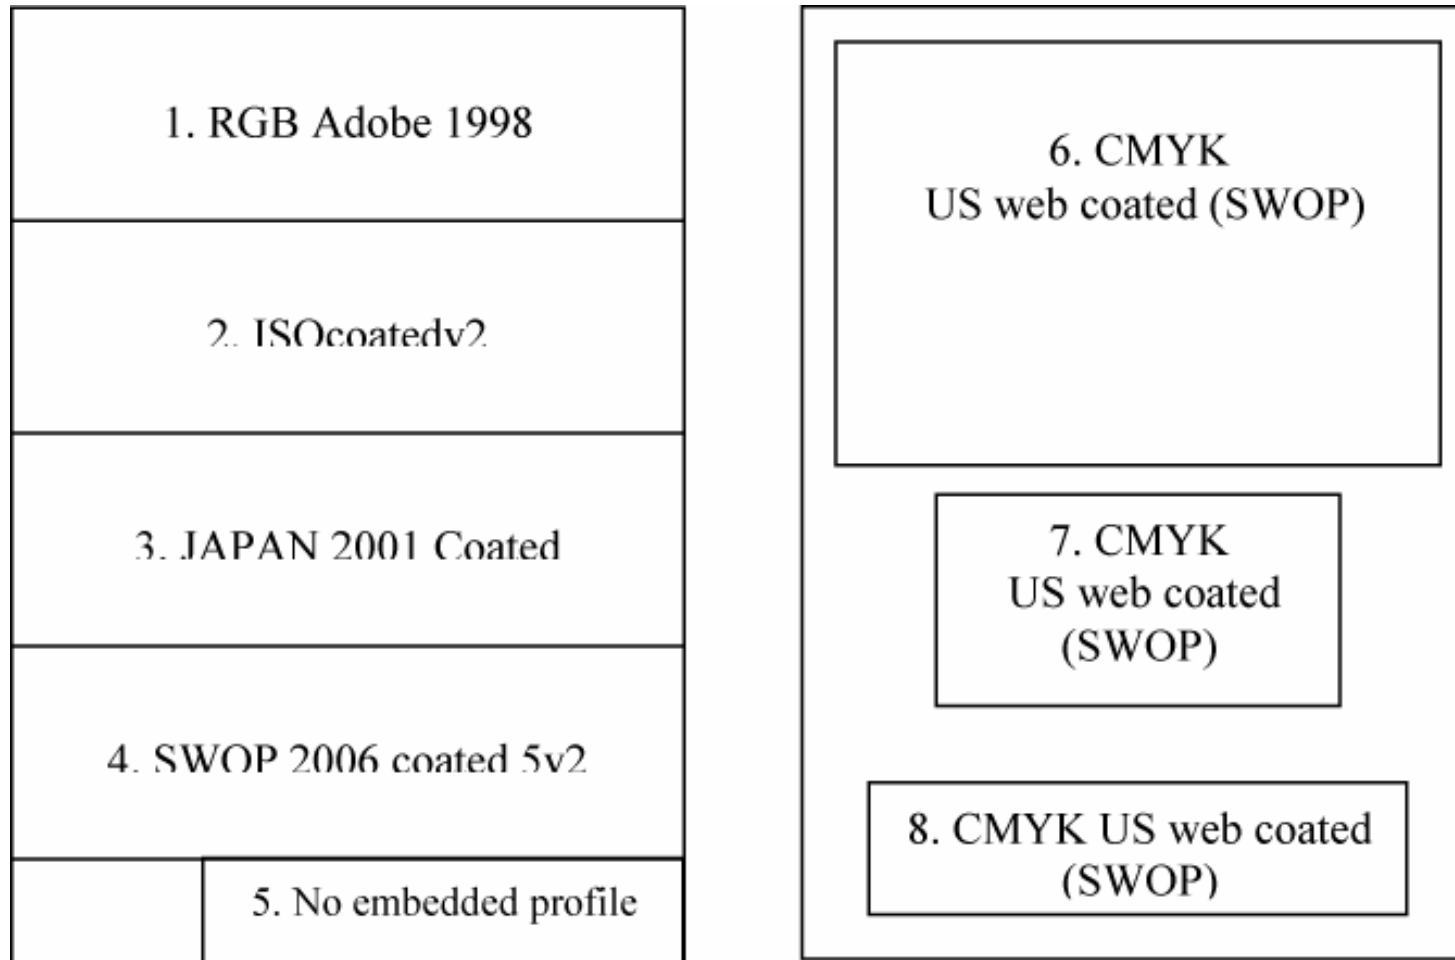 1. RGB Adobe 1998
2. ISOcoatedv2
3. JAPAN 2001 Coated
4. SWOP 2006 coated 5v2
5. No embedded profile
6. CMYK
US web coated (SWOP)
7. CMYK
US web coated
(SWOP)
8. CMYK US web coated
(SWOP)